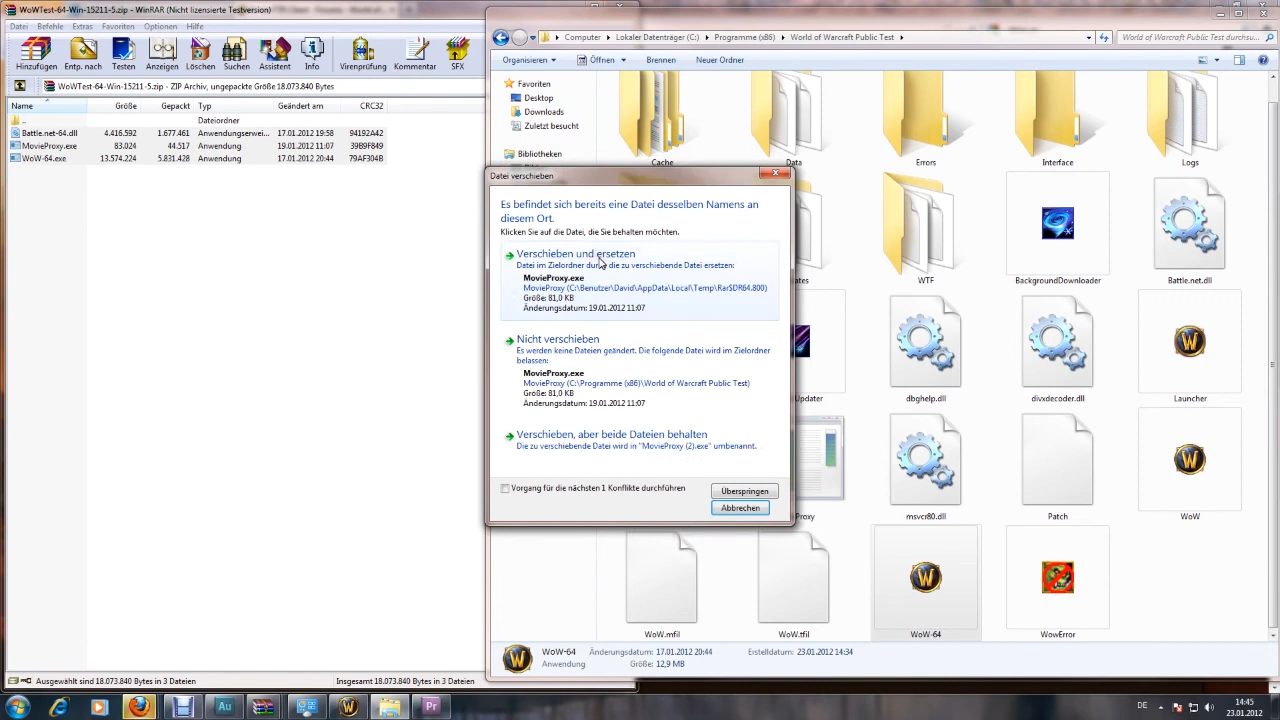 WoWTest-64-Win-15211-5.zip - WinRAR (Nicht lizensierte Testversion)
Datei Befehle Extras Favoriten Optionen Hilfe
Hinzufügen Entp. nach Testen Anzeigen Löschen Suchen Assistent Info Virenprüfung Kommentar SFX
WoWTest-64-Win-15211-5.zip - ZIP Archiv, ungepackte Größe 18.073.840 Bytes
Name Größe Gepackt Typ Geändert am CRC32
.. Dateiordner
Battle.net-64.dll 4.416.592 1.677.461 Anwendungserwei... 17.01.2012 19:58 94192A42
MovieProxy.exe 83.024 44.517 Anwendung 19.01.2012 11:07 39B9F849
WoW-64.exe 13.574.224 5.831.428 Anwendung 17.01.2012 20:44 79AF304B
Ausgewählt sind 18.073.840 Bytes in 3 Dateien
Insgesamt 18.073.840 Bytes in 3 Dateien
Computer Lokaler Datenträger (C:) Programme (x86) World of Warcraft Public Test
World of Warcraft Public Test durchsu...
Organisieren Öffnen Brennen Neuer Ordner
Favoriten
Desktop
Downloads
Zuletzt besucht
Bibliotheken
Cache Data Errors Interface Logs
ates WTF BackgroundDownloader Battle.net.dll
Updater dbghelp.dll divxdecoder.dll Launcher
Proxy msvcr80.dll Patch WoW
WoW.mfil WoW.tfil WoW-64 WowError
Datei verschieben
Es befindet sich bereits eine Datei desselben Namens an
diesem Ort.
Klicken Sie auf die Datei, die Sie behalten möchten.
Verschieben und ersetzen
Datei im Zielordner durch die zu verschiebende Datei ersetzen:
MovieProxy.exe
MovieProxy (C:\Benutzer\David\AppData\Local\Temp\Rar$DR64.800)
Größe: 81,0 KB
Änderungsdatum: 19.01.2012 11:07
Nicht verschieben
Es werden keine Dateien geändert. Die folgende Datei wird im Zielordner
belassen:
MovieProxy.exe
MovieProxy (C:\Programme (x86)\World of Warcraft Public Test)
Größe: 81,0 KB
Änderungsdatum: 19.01.2012 11:07
Verschieben, aber beide Dateien behalten
Die zu verschiebende Datei wird in "MovieProxy (2).exe" umbenannt.
Vorgang für die nächsten 1 Konflikte durchführen
Überspringen
Abbrechen
WoW-64 Änderungsdatum: 17.01.2012 20:44 Erstelldatum: 23.01.2012 14:34
Anwendung Größe: 12,9 MB
Au Pr
DE
14:45
23.01.2012